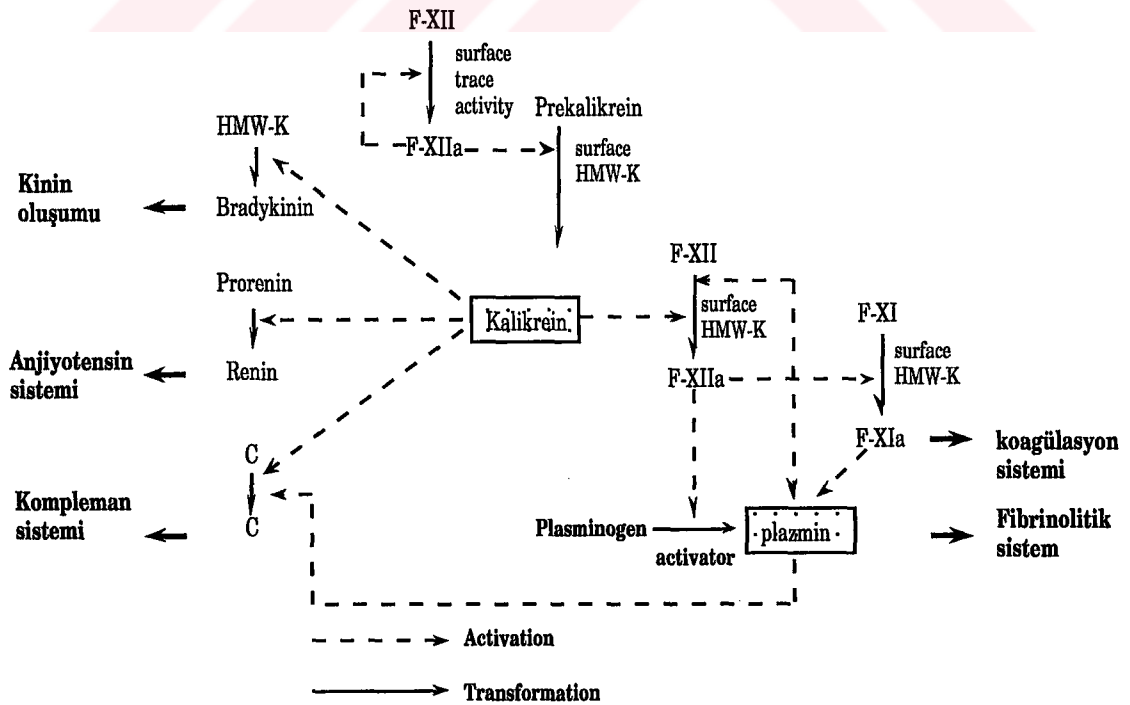 F-XII
surface
trace
activity
F-XIIa
Prekalikrein
surface
HMW-K
HMW-K
Bradykinin
Kinin
oluşumu
Prorenin
Renin
Anjiyotensin
sistemi
Kalikrein
C
C
Kompleman
sistemi
F-XII
surface
HMW-K
F-XIIa
F-XI
surface
HMW-K
F-XIa
koagülasyon
sistemi
Plasminogen
activator
plazmin
Fibrinolitik
sistem
Activation
Transformation